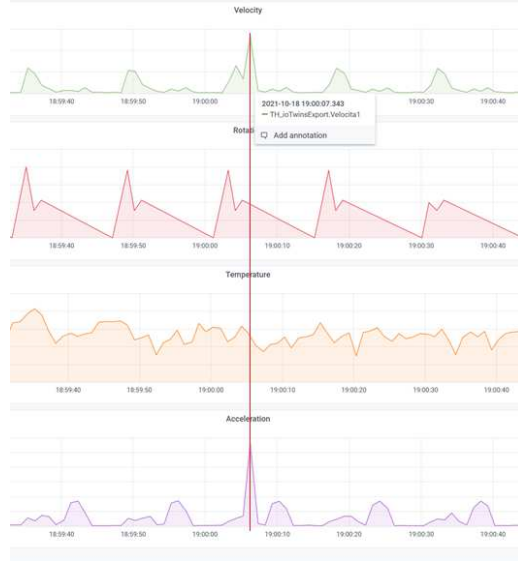 Velocity
18:59:40 18:59:50 19:00:00 19:00:30 19:00:40
2021-10-18 19:00:07.343
TH_ioTwinsExport.Velocita1
Add annotation
18:59:40 18:59:50 19:00:00 19:00:10 19:00:20 19:00:30 19:00:40
Temperature
18:59:40 18:59:50 19:00:00 19:00:10 19:00:20 19:00:30 19:00:40
Acceleration
18:59:40 18:59:50 19:00:00 19:00:10 19:00:20 19:00:30 19:00:40